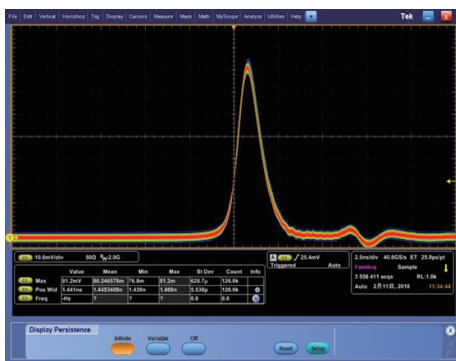 File Edit Vertical Horiz/Acq Trig Display Cursors Measure Mask Math MyScope Analyze Utilities Help Tek
C1 10.0mV/div 50Ω BW:2.0G
A C1 25.4mV
Triggered Auto
2.5ns/div 40.0GS/s ET 25.0ps/pt
FastAcq Sample
3 556 411 acqs RL:1.0k
Auto 2月11日, 2018 11:34:44
Value Mean Min Max St Dev Count Info
C1 Max 81.2mV 80.246578m 76.8m 81.2m 628.7µ 126.0k
C1 Pos Wid 1.441ns 1.4453409n 1.439n 1.469n 5.538p 126.0k
C1 Freq -Hz ? ? ? 0.0 0.0
Display Persistence
Infinite Variable Off
Reset Setup